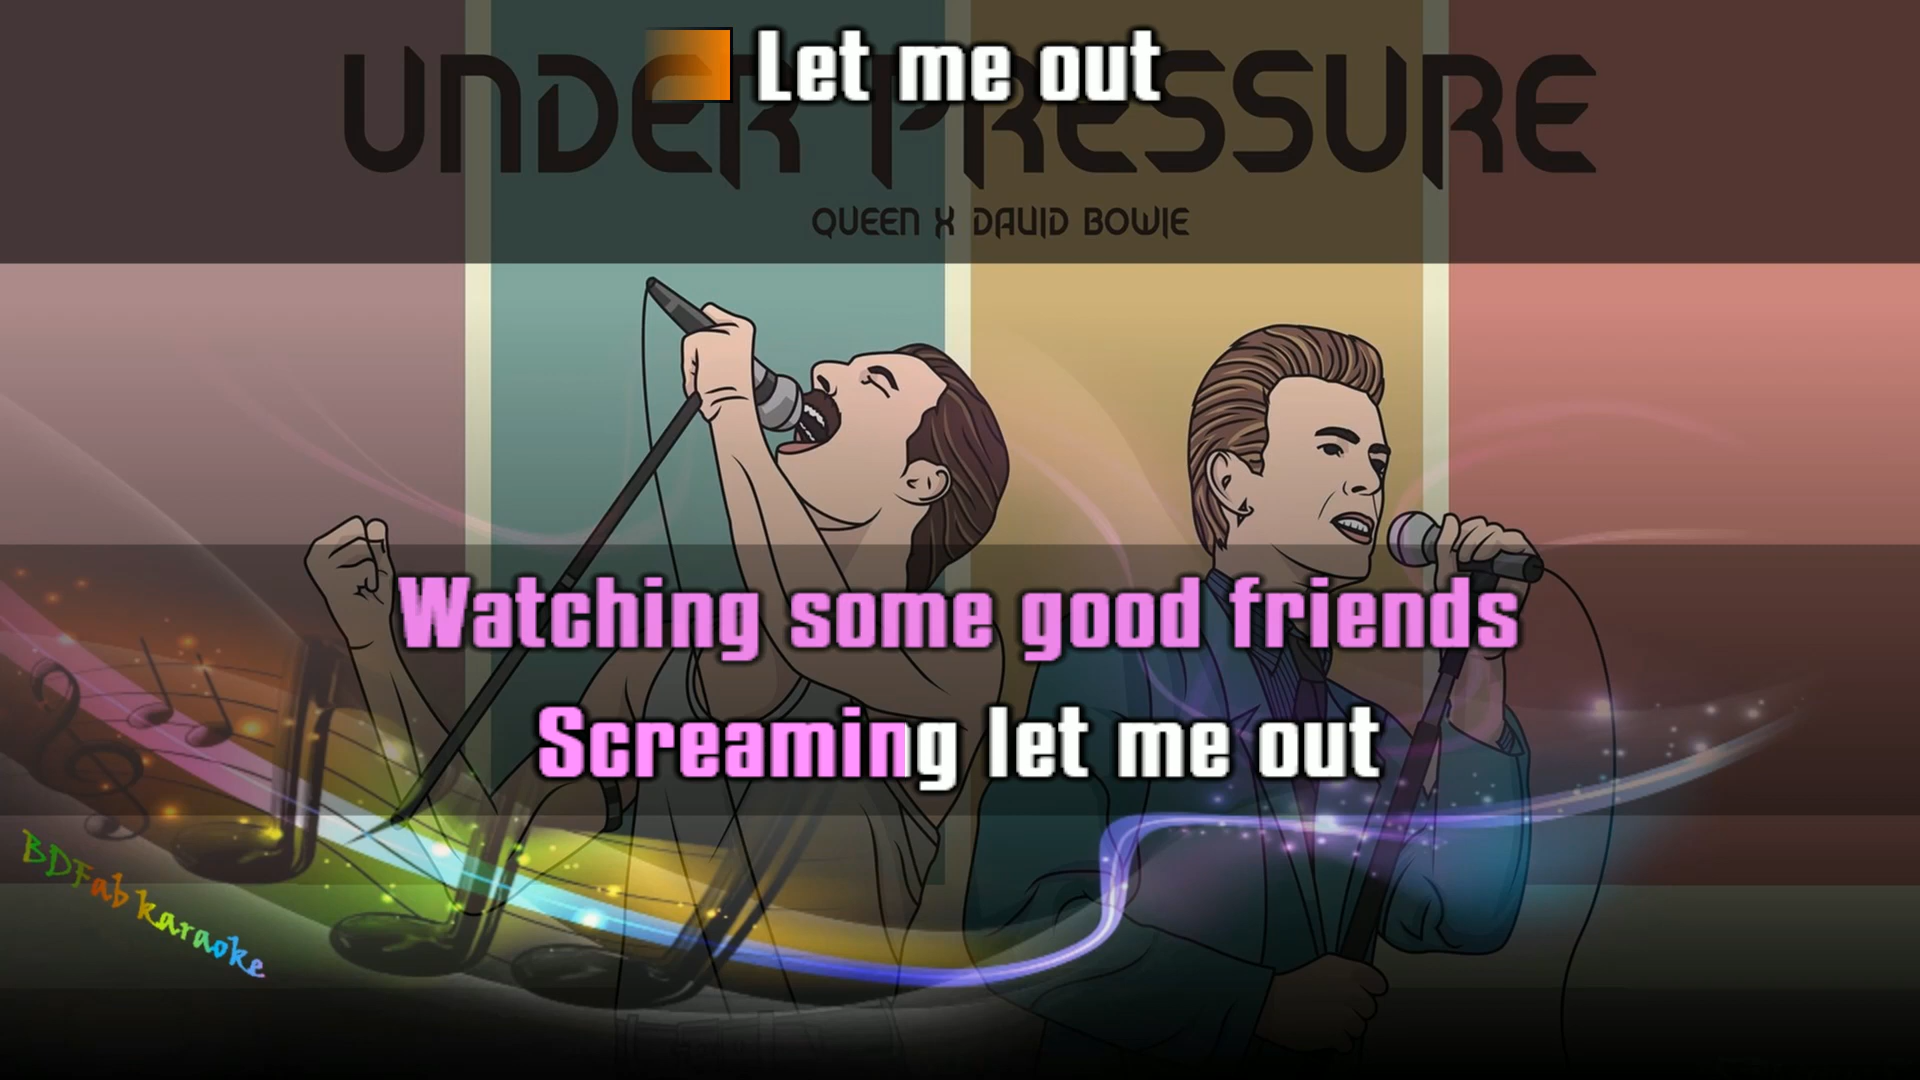 Let me out
UNDER PRESSURE
QUEEN X DAVID BOWIE
Watching some good friends
Screaming let me out
BDFab karaoke